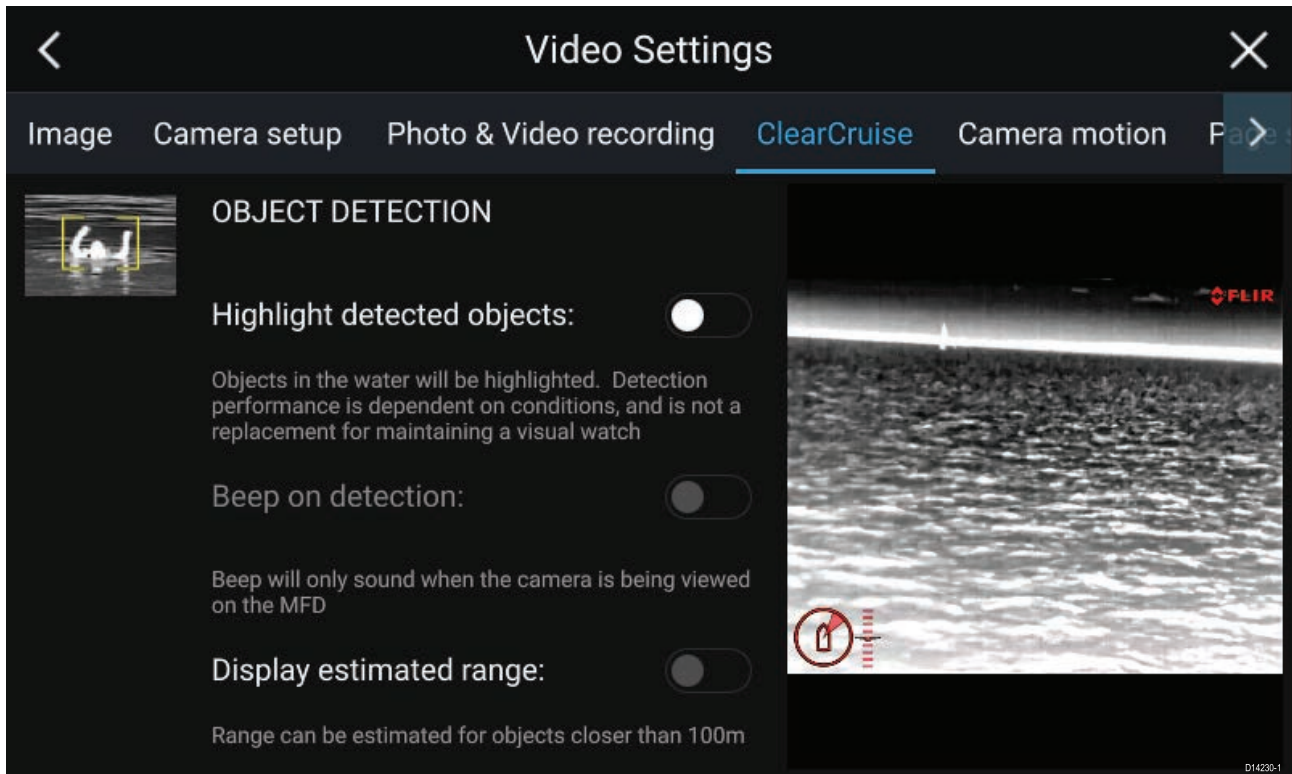 Video Settings
Image Camera setup Photo & Video recording ClearCruise Camera motion
OBJECT DETECTION
FLIR
Highlight detected objects:
Objects in the water will be highlighted. Detection
performance is dependent on conditions, and is not a
replacement for maintaining a visual watch
Beep on detection:
Beep will only sound when the camera is being viewed
on the MFD
Display estimated range:
Range can be estimated for objects closer than 100m
D14230-1